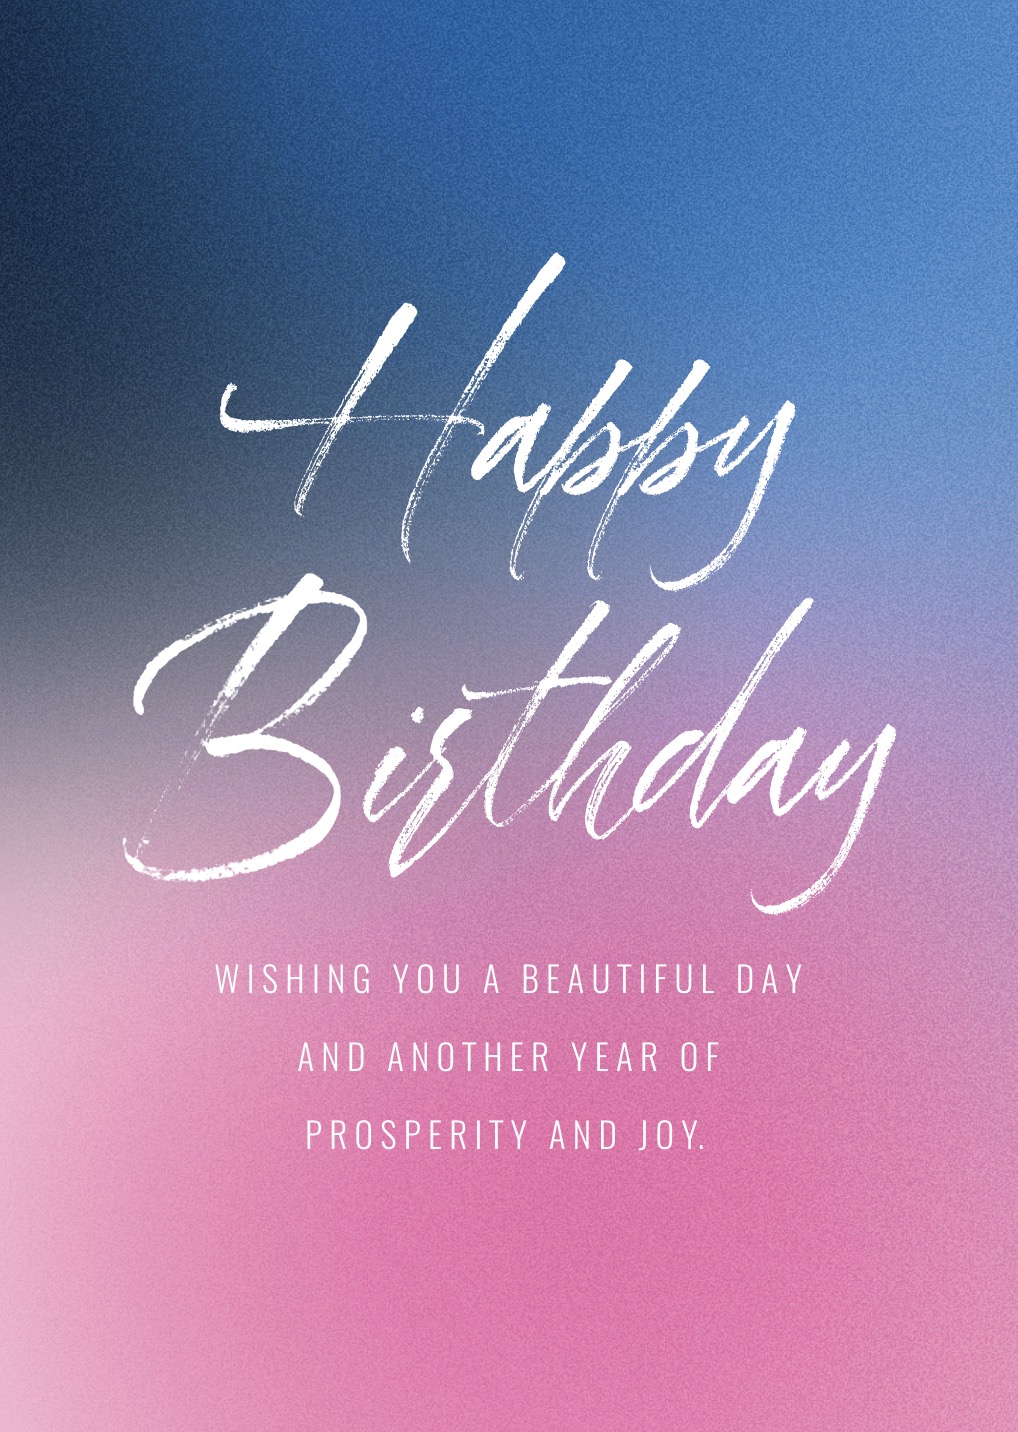 Happy
Birthday
WISHING YOU A BEAUTIFUL DAY
AND ANOTHER YEAR OF
PROSPERITY AND JOY.